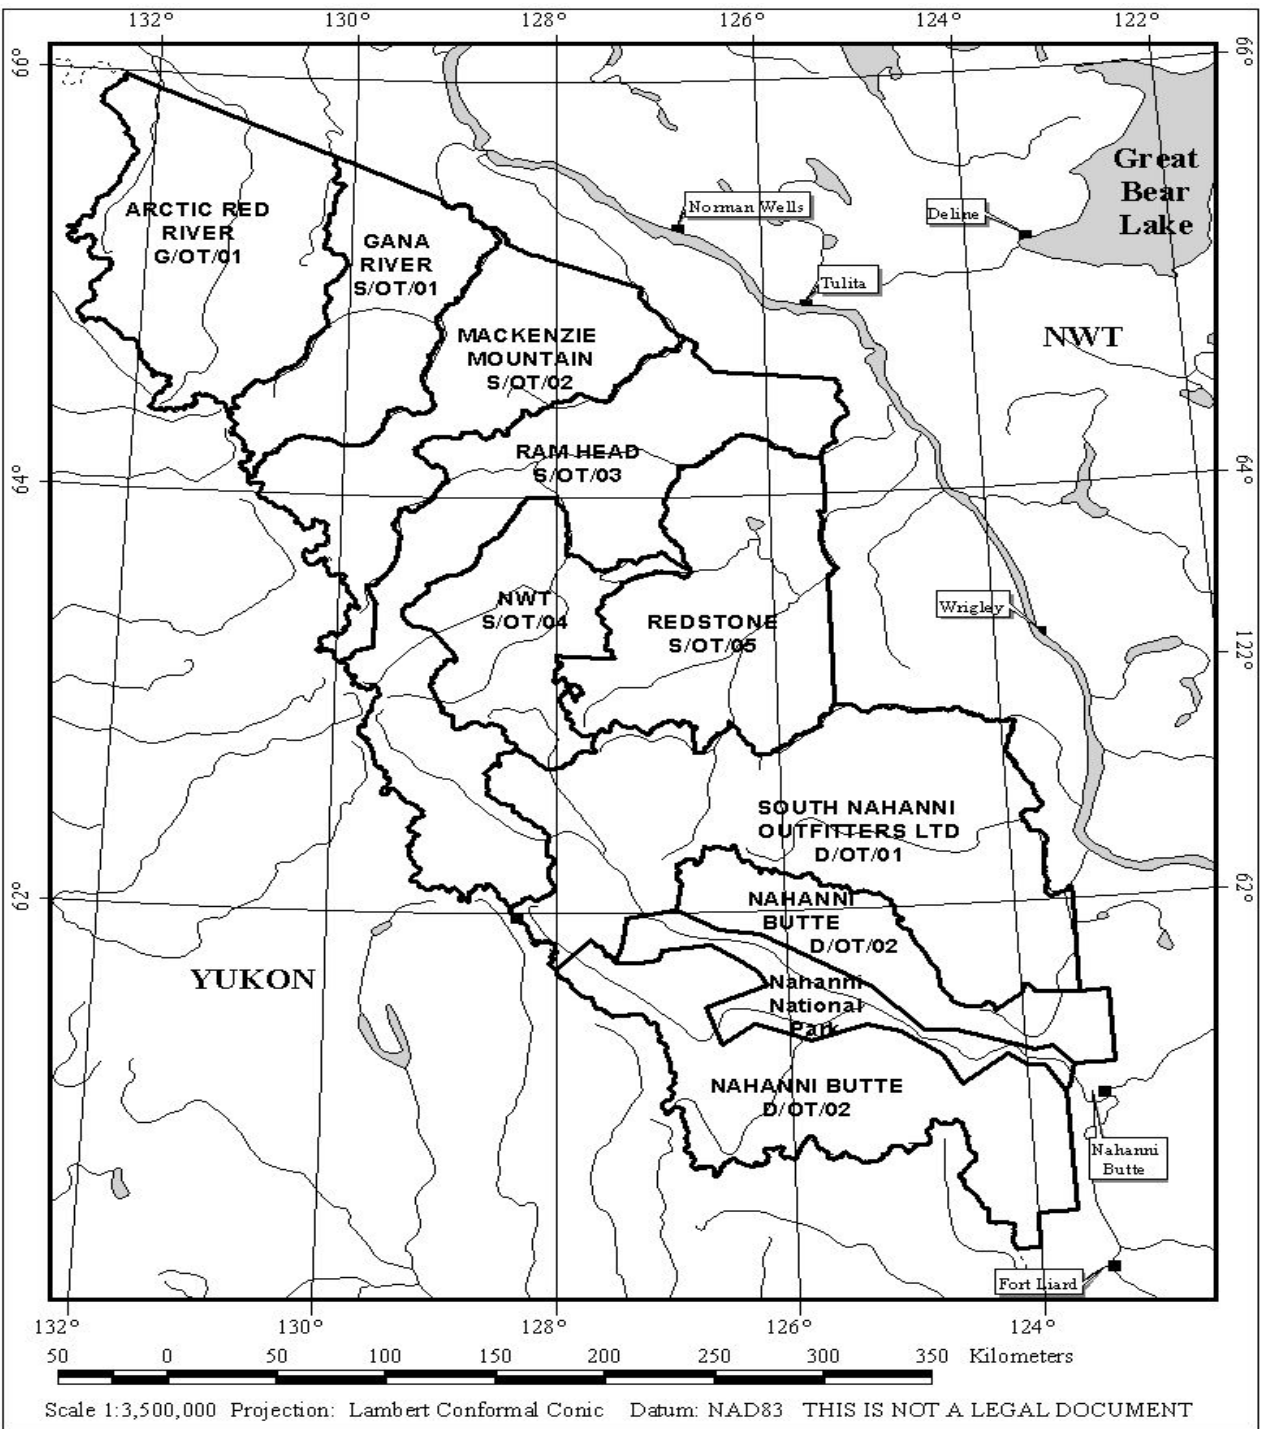 132° 130° 128° 126° 124° 122°
66° 66°
Great
Bear
Lake
Norman Wells
Deline
ARCTIC RED
RIVER
G/OT/01
GANA
RIVER
S/OT/01
Tulita
MACKENZIE
MOUNTAIN
S/OT/02
NWT
RAM HEAD
S/OT/03
64° 64°
NWT
S/OT/04
REDSTONE
S/OT/05
Wrigley
122°
SOUTH NAHANNI
OUTFITTERS LTD
D/OT/01
62° 62°
NAHANNI
BUTTE
D/OT/02
YUKON
Nahanni
National
Park
NAHANNI BUTTE
D/OT/02
Nahanni
Butte
Fort Liard
132° 130° 128° 126° 124°
50 0 50 100 150 200 250 300 350 Kilometers
Scale 1:3,500,000 Projection: Lambert Conformal Conic Datum: NAD83 THIS IS NOT A LEGAL DOCUMENT